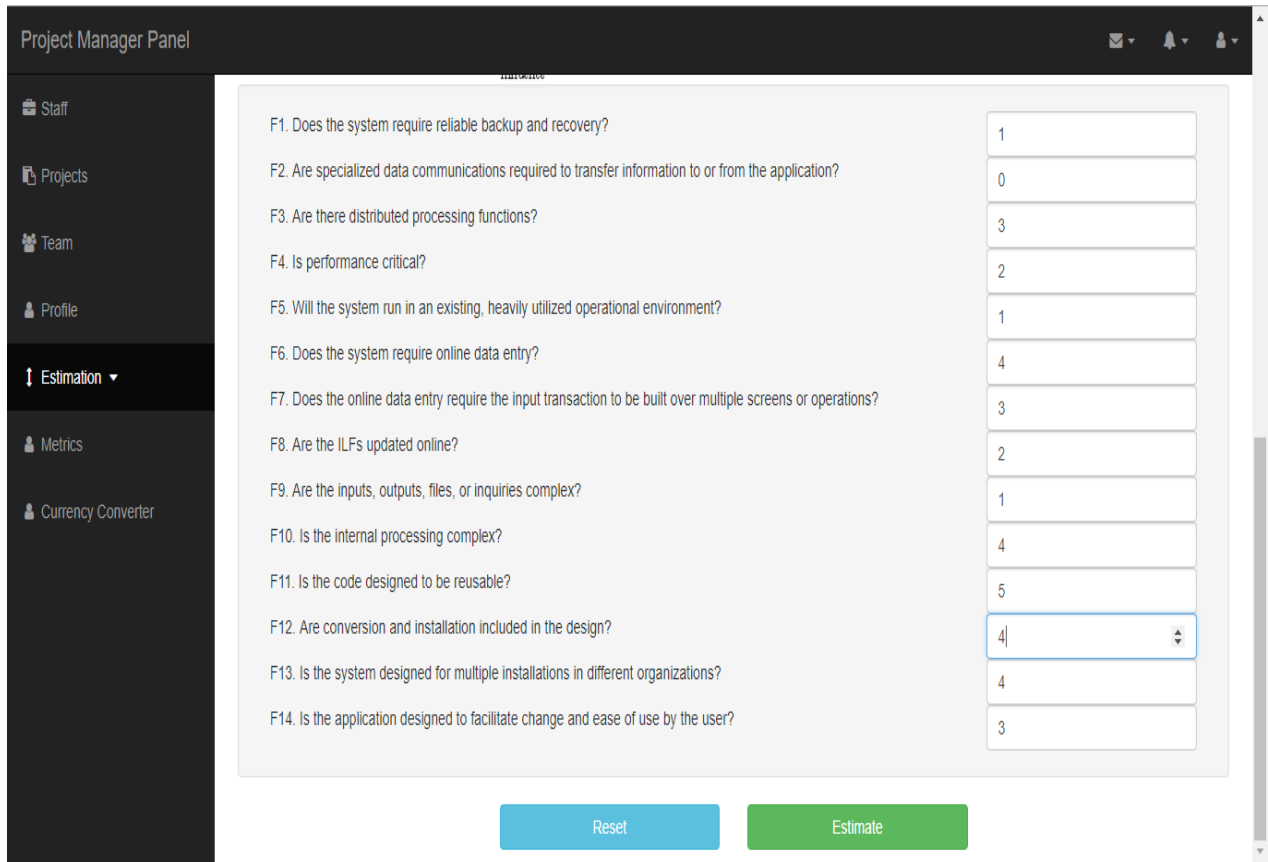 Project Manager Panel
Staff
Projects
Team
Profile
Estimation
Metrics
Currency Converter
F1. Does the system require reliable backup and recovery? 1
F2. Are specialized data communications required to transfer information to or from the application? 0
F3. Are there distributed processing functions? 3
F4. Is performance critical? 2
F5. Will the system run in an existing, heavily utilized operational environment? 1
F6. Does the system require online data entry? 4
F7. Does the online data entry require the input transaction to be built over multiple screens or operations? 3
F8. Are the ILFs updated online? 2
F9. Are the inputs, outputs, files, or inquiries complex? 1
F10. Is the internal processing complex? 4
F11. Is the code designed to be reusable? 5
F12. Are conversion and installation included in the design? 4
F13. Is the system designed for multiple installations in different organizations? 4
F14. Is the application designed to facilitate change and ease of use by the user? 3
Reset Estimate